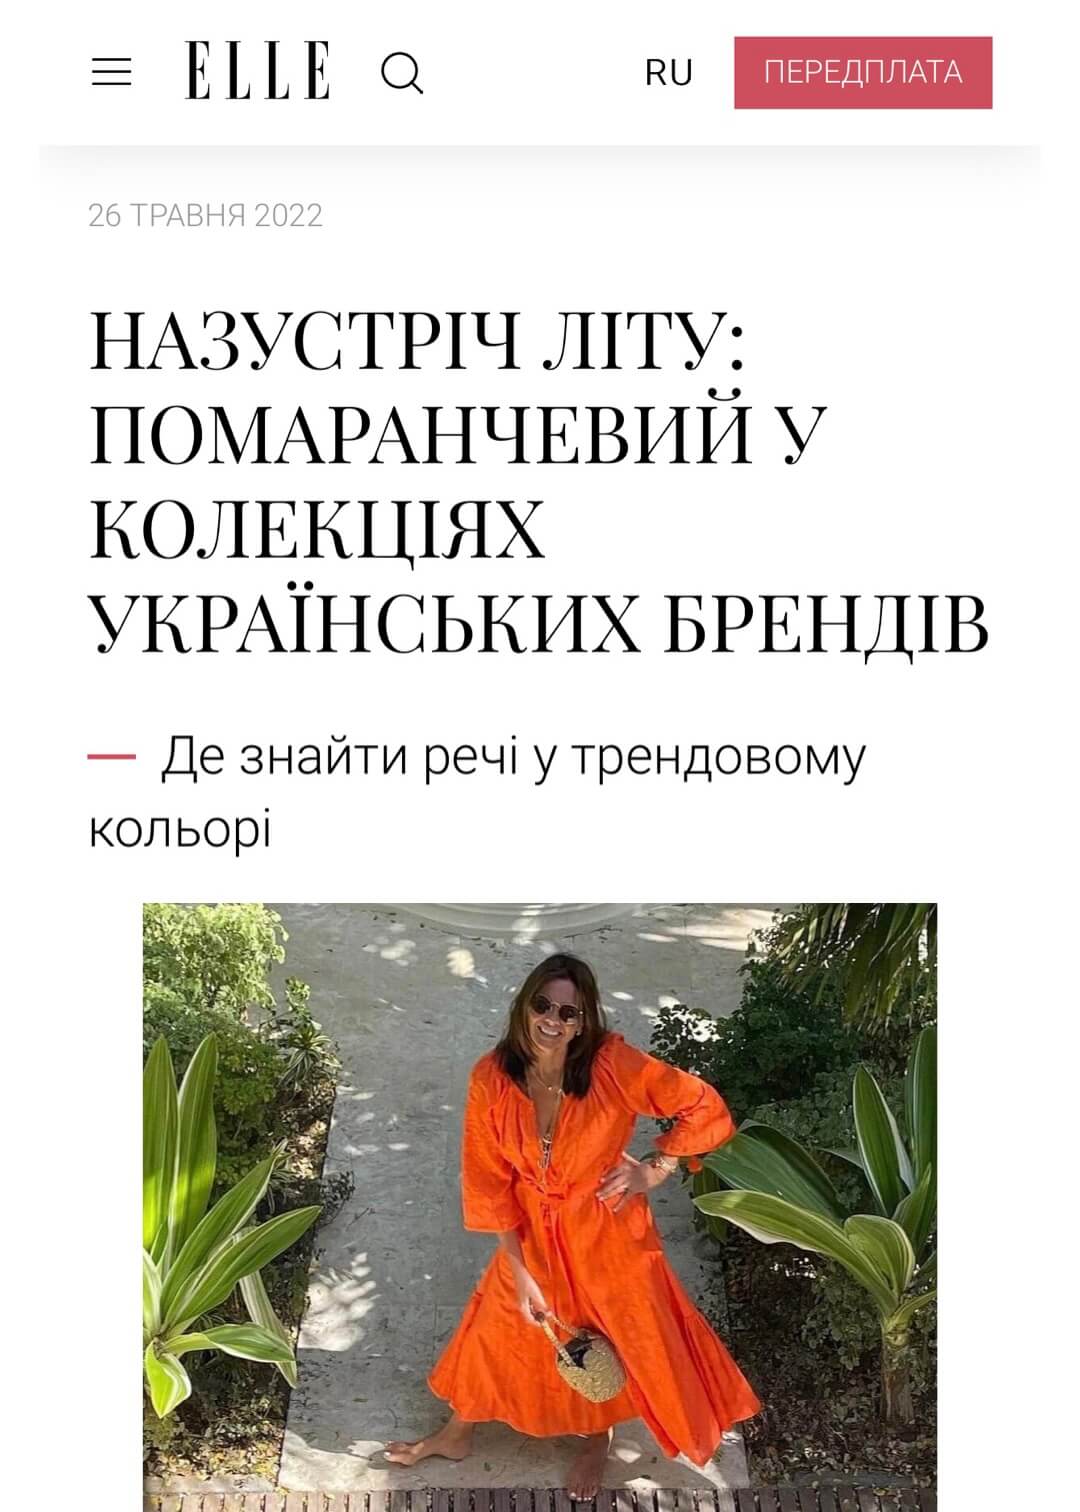 ELLE
RU
ПЕРЕДПЛАТА
26 ТРАВНЯ 2022
НАЗУСТРІЧ ЛІТУ:
ПОМАРАНЧЕВИЙ У
КОЛЕКЦІЯХ
УКРАЇНСЬКИХ БРЕНДІВ
— Де знайти речі у трендовому
кольорі